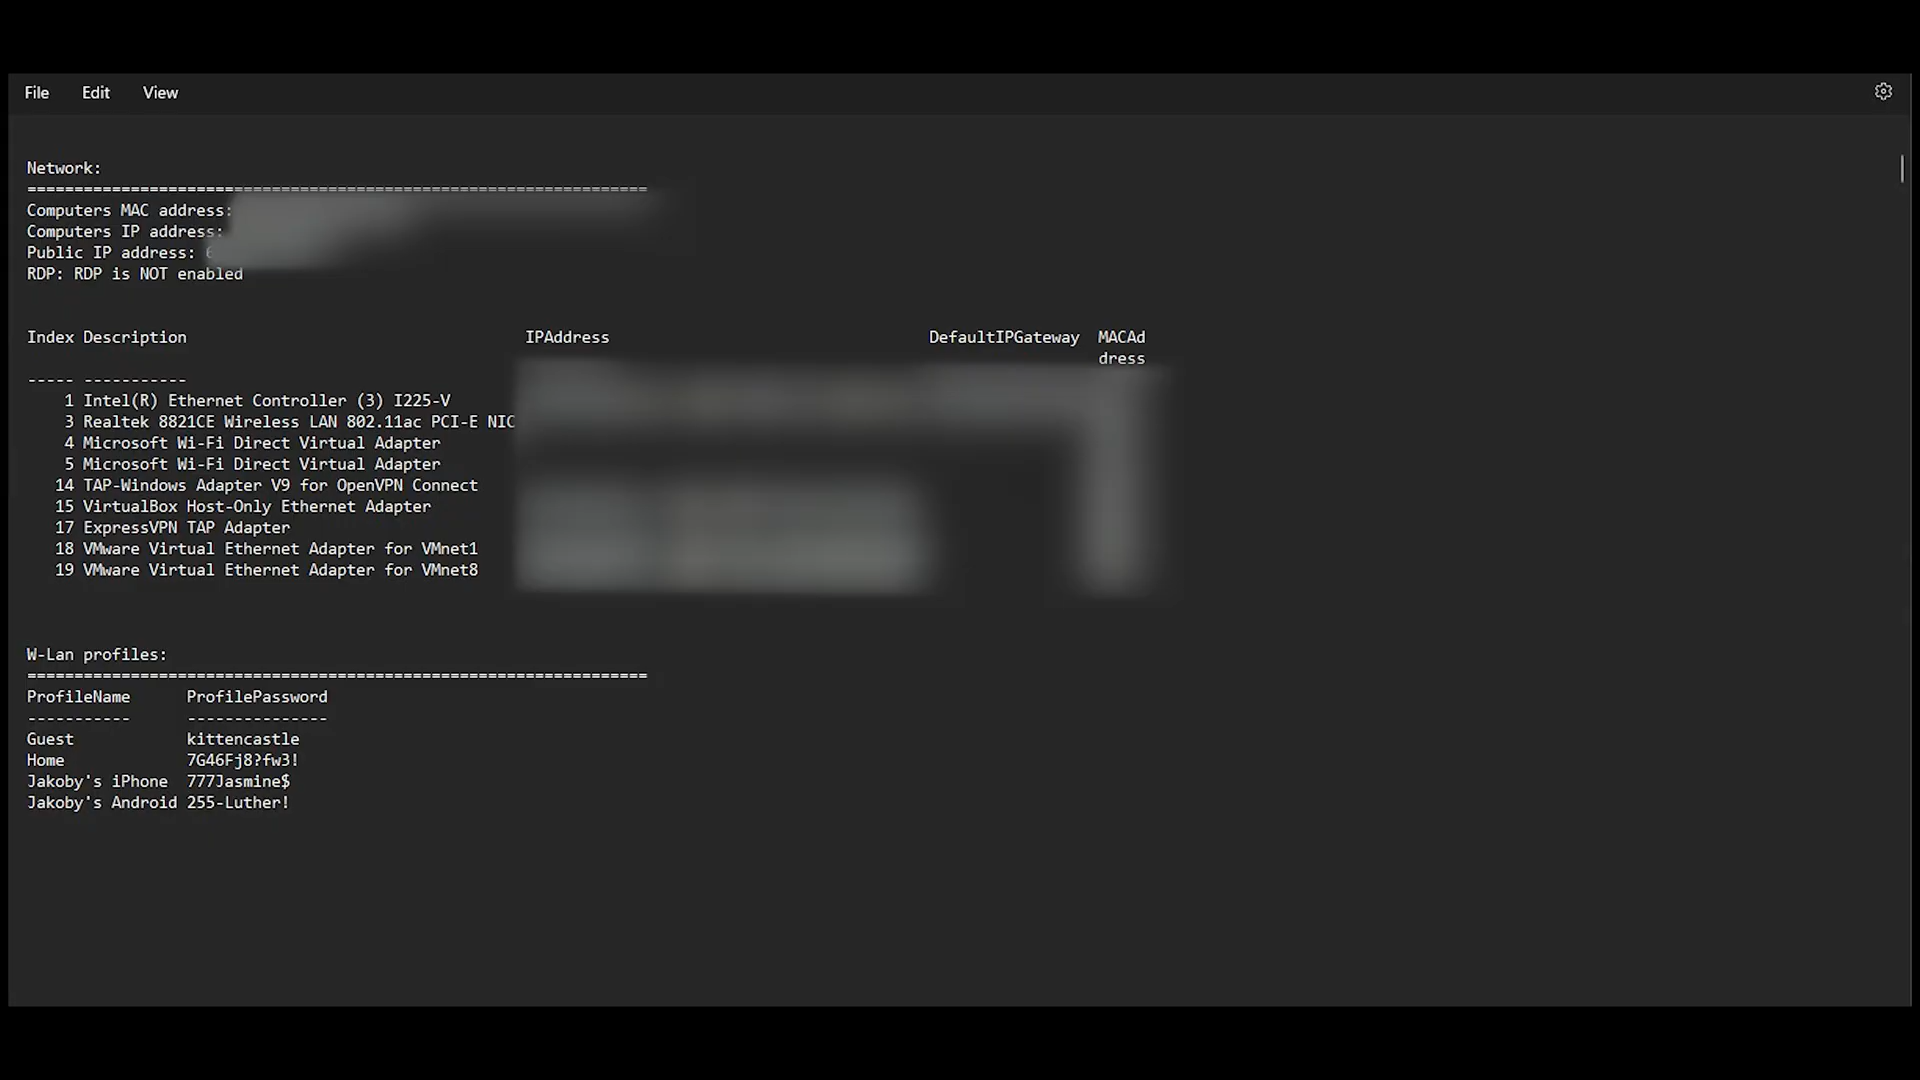 File Edit View
Network:
==================================================================
Computers MAC address:
Computers IP address:
Public IP address: 6
RDP: RDP is NOT enabled
Index Description IPAddress DefaultIPGateway MACAd
dress
----- -----------
1 Intel(R) Ethernet Controller (3) I225-V
3 Realtek 8821CE Wireless LAN 802.11ac PCI-E NIC
4 Microsoft Wi-Fi Direct Virtual Adapter
5 Microsoft Wi-Fi Direct Virtual Adapter
14 TAP-Windows Adapter V9 for OpenVPN Connect
15 VirtualBox Host-Only Ethernet Adapter
17 ExpressVPN TAP Adapter
18 VMware Virtual Ethernet Adapter for VMnet1
19 VMware Virtual Ethernet Adapter for VMnet8
W-Lan profiles:
==================================================================
ProfileName ProfilePassword
----------- ---------------
Guest kittencastle
Home 7G46Fj8?fw3!
Jakoby's iPhone 777Jasmine$
Jakoby's Android 255-Luther!